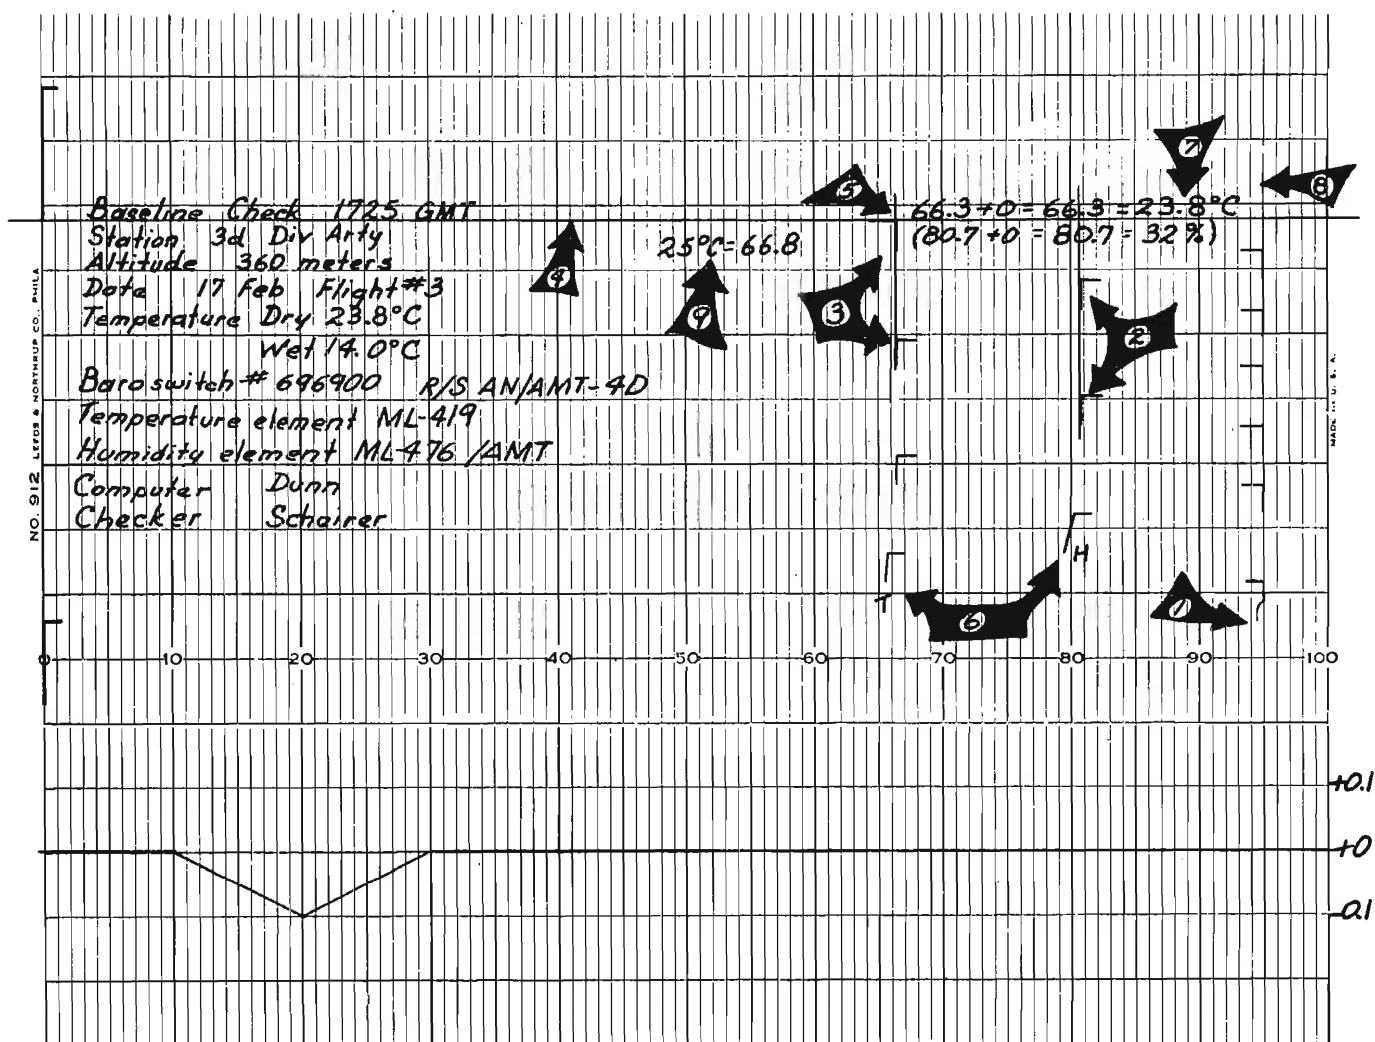 Baseline Check 1725 GMT
Station 3d Div Arty
Altitude 360 meters
Date 17 Feb Flight #3
Temperature Dry 23.8°C
Wet 14.0°C
Baroswitch # 696900 R/S AN/AMT-4D
Temperature element ML-419
Humidity element ML-476 /AMT
Computer Dunn
Checker Schairer
25°C=66.8
66.3+0=66.3=23.8°C
(80.7+0=80.7=32%)
5
7
8
4
9
3
2
T
H
6
1
NO. 912 LEEDS & NORTHRUP CO., PHILA
MADE IN U. S. A.
0 10 20 30 40 50 60 70 80 90 100
+0.1
+0
-0.1